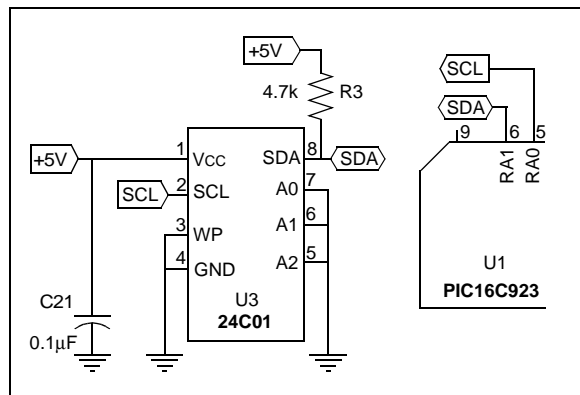 +5V
4.7k
R3
SCL
SDA
9
6
5
RA1
RA0
+5V
1
VCC
SDA
8
SDA
SCL
2
SCL
A0
7
3
WP
A1
6
4
GND
A2
5
U3
24C01
U1
PIC16C923
C21
0.1µF